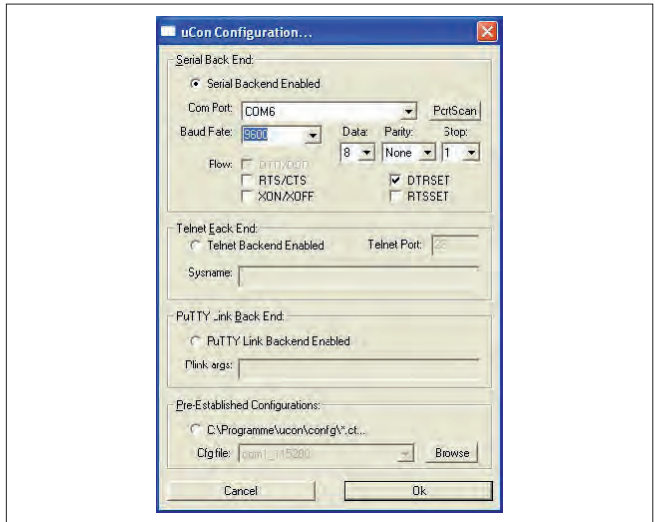 uCon Configuration...
Serial Back End:
Serial Backend Enabled
Com Port: COM6 PortScan
Baud Rate: 9600 Data: 8 Parity: None Stop: 1
Flow:
RTS/CTS DTRSET
XON/XOFF RTSSET
Telnet Back End:
Telnet Backend Enabled Telnet Port:
Sysname:
PuTTY Link Back End:
PuTTY Link Backend Enabled
Plink args:
Pre-Established Configurations:
C:\Programme\ucon\config\*.ct...
Cfg file: com1_115200 Browse
Cancel Ok